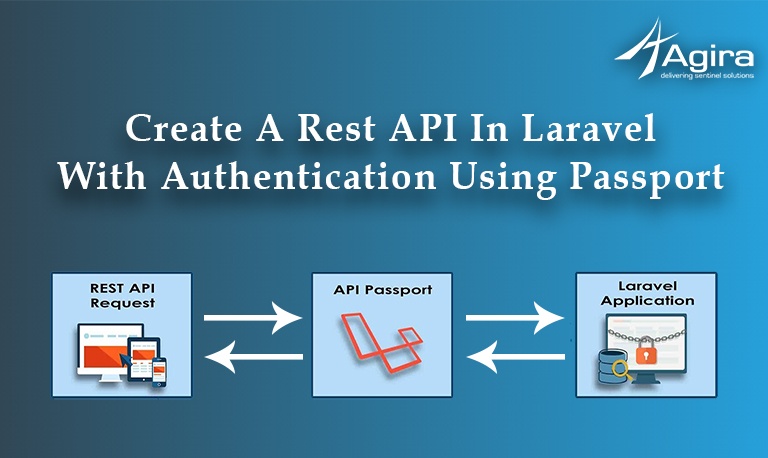 Agira
delivering sentinel solutions
Create A Rest API In Laravel
With Authentication Using Passport
REST API
Request
API Passport
Laravel
Application